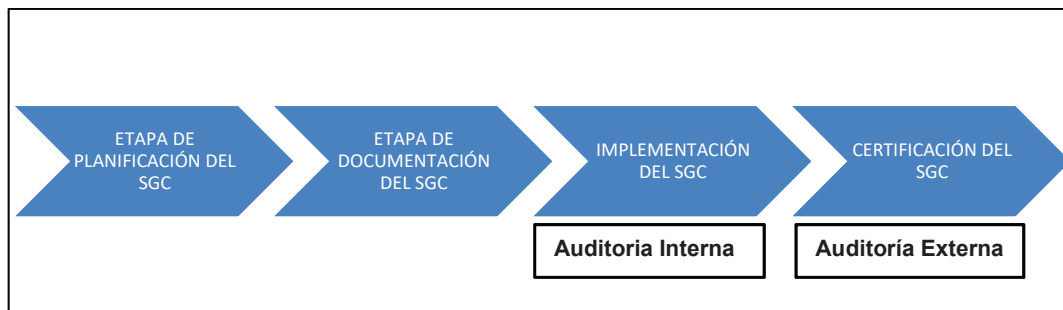 ETAPA DE
PLANIFICACIÓN DEL
SGC
ETAPA DE
DOCUMENTACIÓN
DEL SGC
IMPLEMENTACIÓN
DEL SGC
CERTIFICACIÓN DEL
SGC
Auditoria Interna
Auditoría Externa